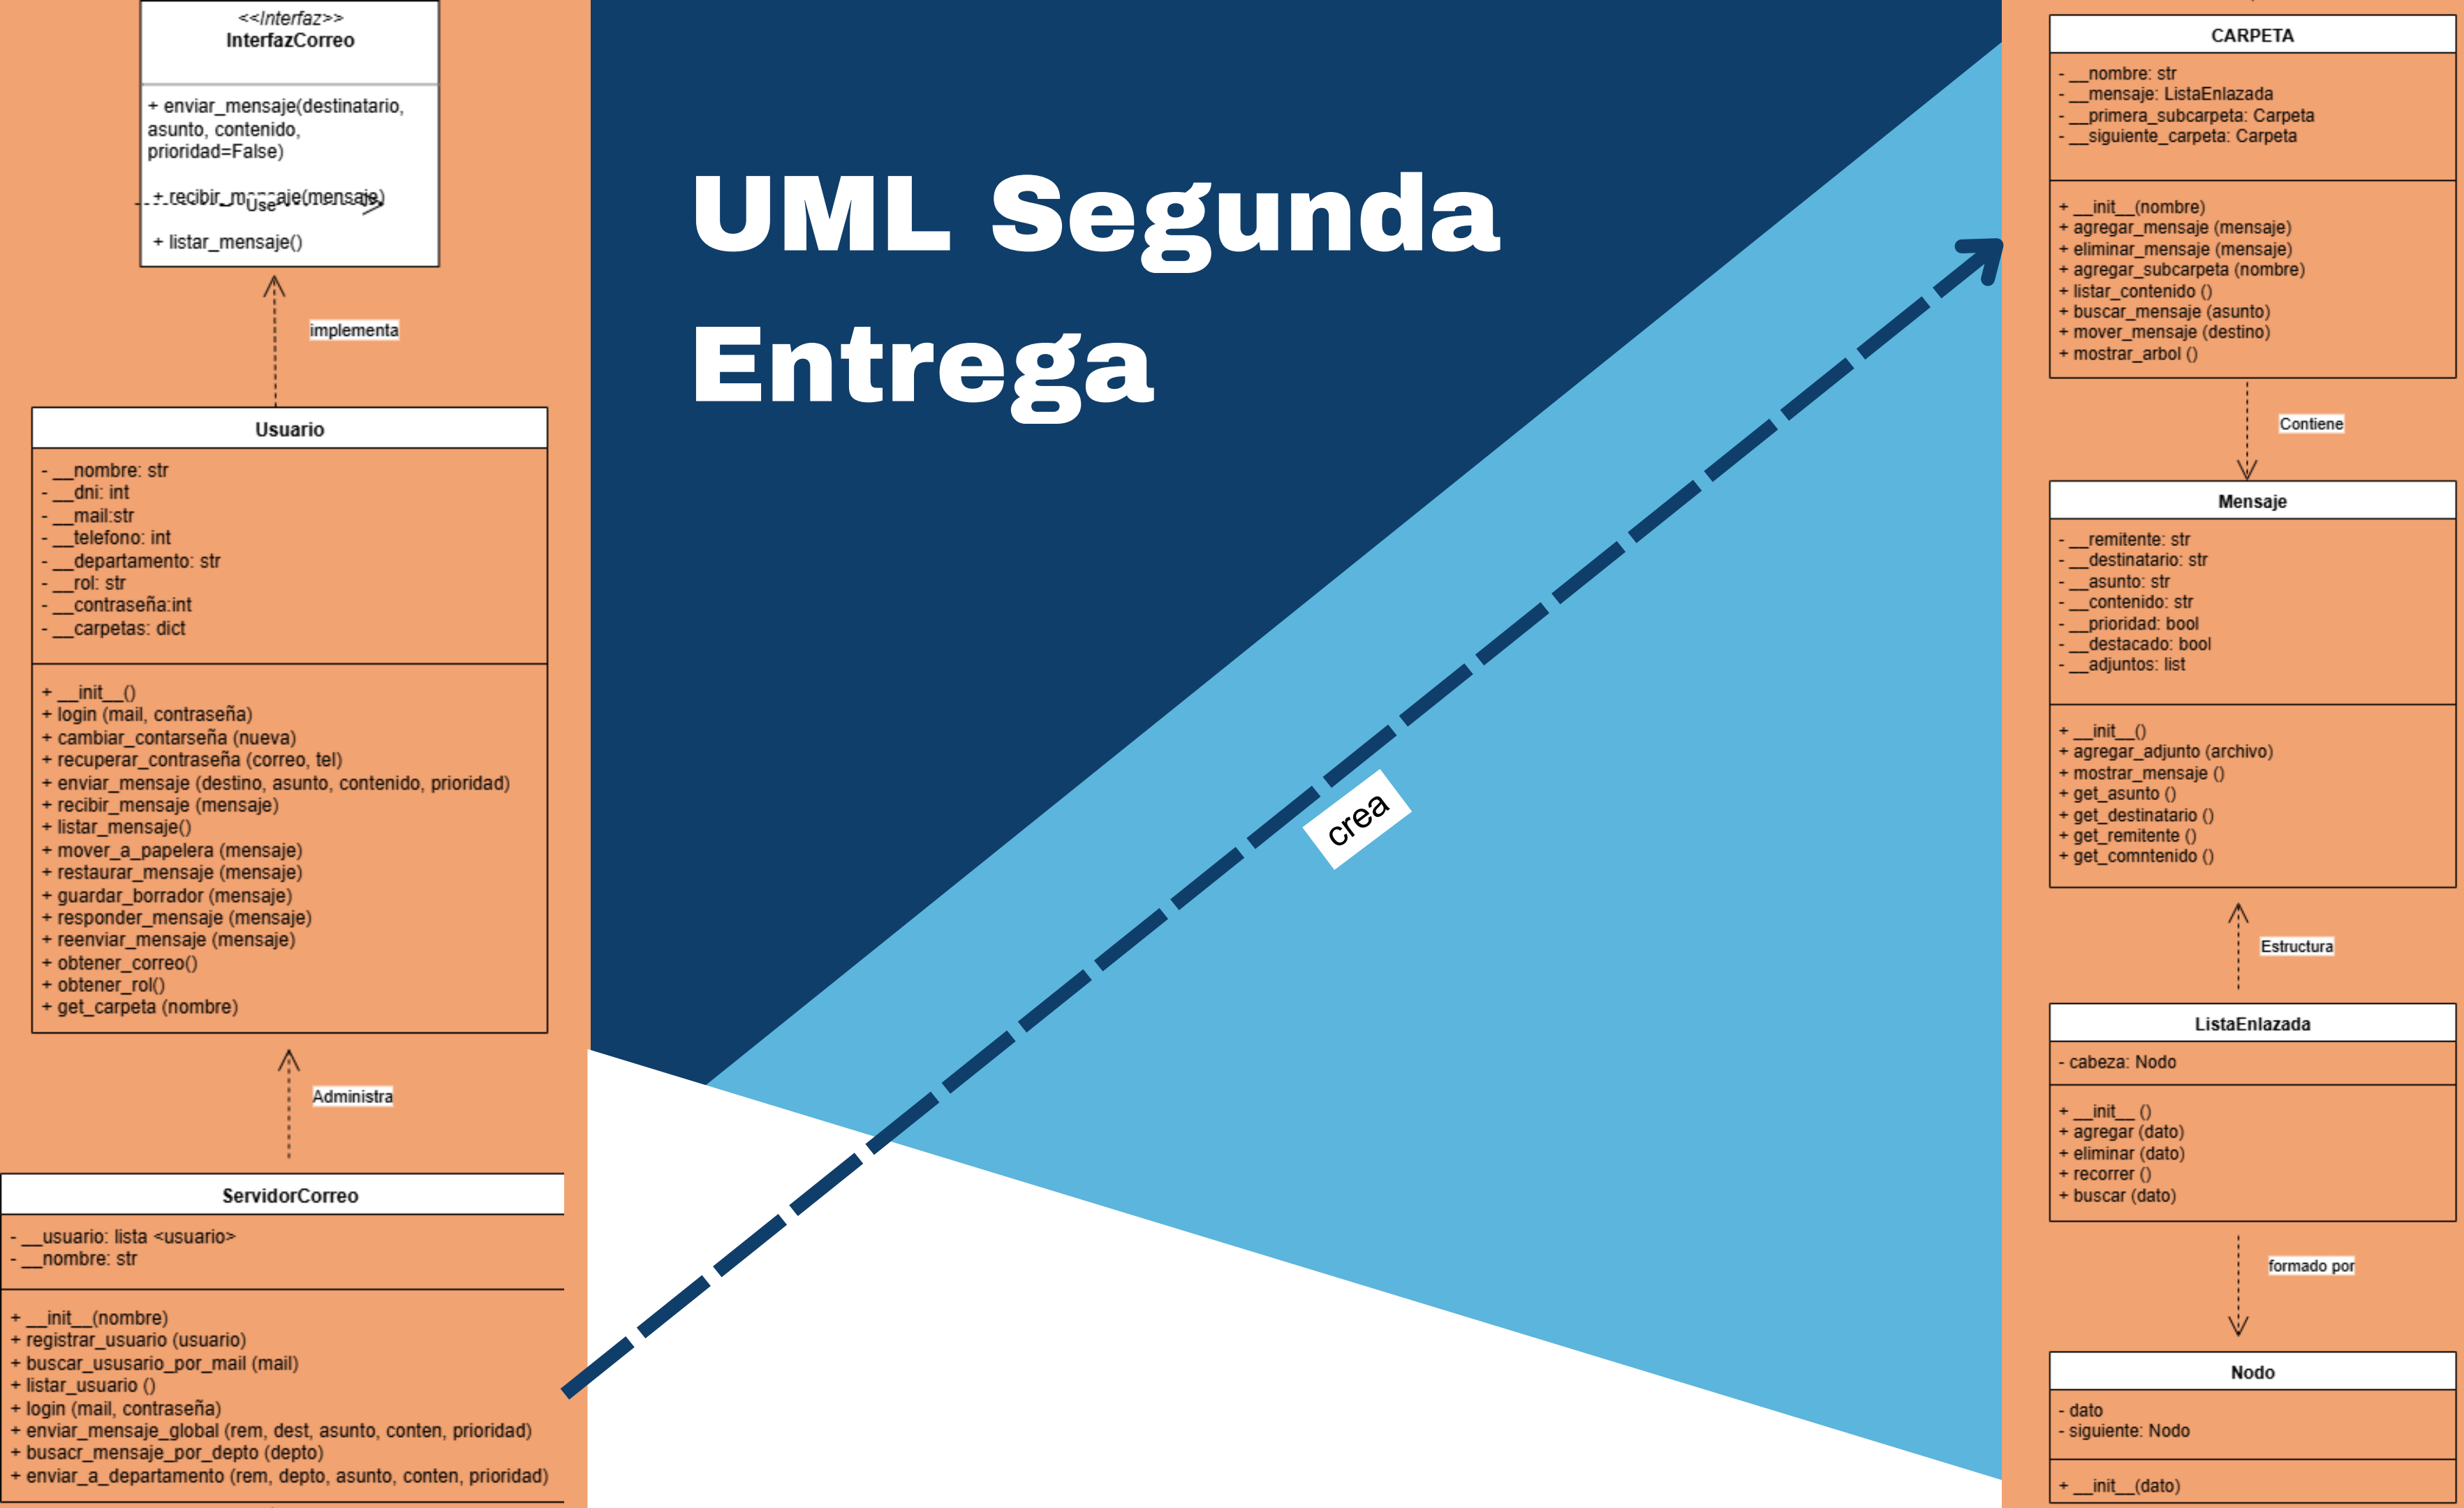 <<Interfaz>>
InterfazCorreo
+ enviar_mensaje(destinatario,
asunto, contenido,
prioridad=False)
+ recibir_mensaje(mensaje)
Use
+ listar_mensaje()
implementa
Usuario
- __nombre: str
- __dni: int
- __mail:str
- __telefono: int
- __departamento: str
- __rol: str
- __contraseña:int
- __carpetas: dict
+ __init__()
+ login (mail, contraseña)
+ cambiar_contarseña (nueva)
+ recuperar_contraseña (correo, tel)
+ enviar_mensaje (destino, asunto, contenido, prioridad)
+ recibir_mensaje (mensaje)
+ listar_mensaje()
+ mover_a_papelera (mensaje)
+ restaurar_mensaje (mensaje)
+ guardar_borrador (mensaje)
+ responder_mensaje (mensaje)
+ reenviar_mensaje (mensaje)
+ obtener_correo()
+ obtener_rol()
+ get_carpeta (nombre)
Administra
ServidorCorreo
- __usuario: lista <usuario>
- __nombre: str
+ __init__(nombre)
+ registrar_usuario (usuario)
+ buscar_ususario_por_mail (mail)
+ listar_usuario ()
+ login (mail, contraseña)
+ enviar_mensaje_global (rem, dest, asunto, conten, prioridad)
+ busacr_mensaje_por_depto (depto)
+ enviar_a_departamento (rem, depto, asunto, conten, prioridad)
UML Segunda
Entrega
crea
CARPETA
- __nombre: str
- __mensaje: ListaEnlazada
- __primera_subcarpeta: Carpeta
- __siguiente_carpeta: Carpeta
+ __init__(nombre)
+ agregar_mensaje (mensaje)
+ eliminar_mensaje (mensaje)
+ agregar_subcarpeta (nombre)
+ listar_contenido ()
+ buscar_mensaje (asunto)
+ mover_mensaje (destino)
+ mostrar_arbol ()
Contiene
Mensaje
- __remitente: str
- __destinatario: str
- __asunto: str
- __contenido: str
- __prioridad: bool
- __destacado: bool
- __adjuntos: list
+ __init__()
+ agregar_adjunto (archivo)
+ mostrar_mensaje ()
+ get_asunto ()
+ get_destinatario ()
+ get_remitente ()
+ get_comntenido ()
Estructura
ListaEnlazada
- cabeza: Nodo
+ __init__ ()
+ agregar (dato)
+ eliminar (dato)
+ recorrer ()
+ buscar (dato)
formado por
Nodo
- dato
- siguiente: Nodo
+ __init__(dato)